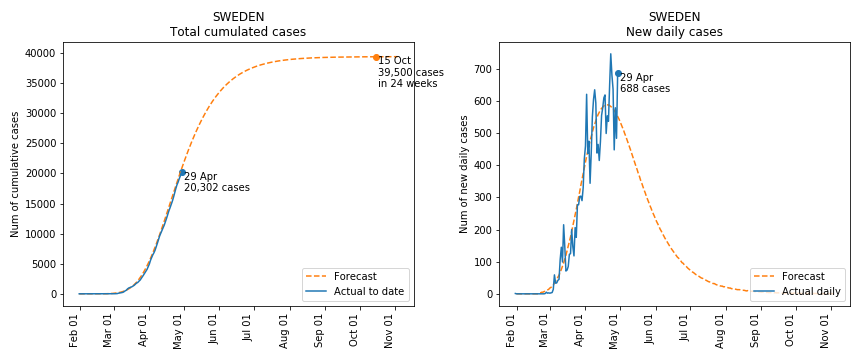 SWEDEN
Total cumulated cases
Num of cumulative cases
40000
35000
30000
25000
20000
15000
10000
5000
0
15 Oct
39,500 cases
in 24 weeks
29 Apr
20,302 cases
Forecast
Actual to date
Feb 01
Mar 01
Apr 01
May 01
Jun 01
Jul 01
Aug 01
Sep 01
Oct 01
Nov 01
SWEDEN
New daily cases
Num of new daily cases
700
600
500
400
300
200
100
0
29 Apr
688 cases
Forecast
Actual daily
Feb 01
Mar 01
Apr 01
May 01
Jun 01
Jul 01
Aug 01
Sep 01
Oct 01
Nov 01